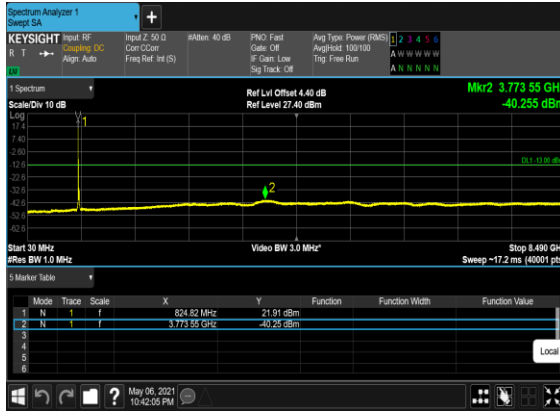 Spectrum Analyzer 1
Swept SA
+
KEYSIGHT Input: RF Input Z: 50 Ω #Atten: 40 dB PNO: Fast Avg Type: Power (RMS) 1 2 3 4 5 6
R T Coupling: DC Corr CCorr Gate: Off Avg|Hold: 100/100 A W W W W W
Align: Auto Freq Ref: Int (S) IF Gain: Low Trig: Free Run
Sig Track: Off A N N N N N
1 Spectrum Ref Lvl Offset 4.40 dB Mkr2 3.773 55 GH
Scale/Div 10 dB Ref Level 27.40 dBm -40.255 dBr
Log
17.4
7.40
-2.60
-12.6
-22.6
-32.6
-42.6
-52.6
-62.6
1
2
DL1 -13.00 dB
Start 30 MHz Video BW 3.0 MHz* Stop 8.490 GH
#Res BW 1.0 MHz Sweep ~17.2 ms (40001 pts
5 Marker Table
Mode Trace Scale X Y Function Function Width Function Value
1 N 1 f 824.82 MHz 21.91 dBm
2 N 1 f 3.773 55 GHz -40.25 dBm
3
4
5
6
Local
? May 06, 2021
10:42:05 PM